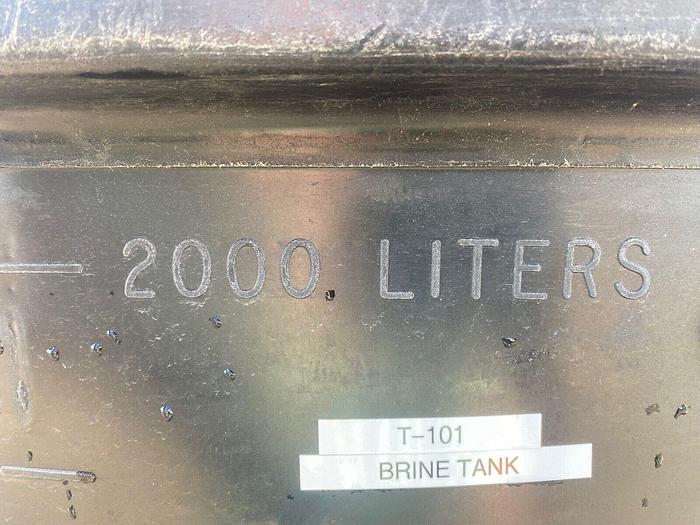 2000 LITERS
T-101
BRINE TANK